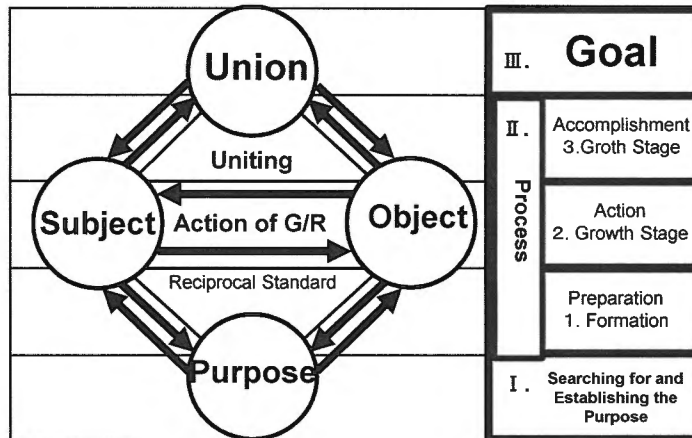 Union
Uniting
Subject
Action of G/R
Object
Reciprocal Standard
Purpose
Ⅲ. Goal
Ⅱ. Accomplishment
3.Groth Stage
Process
Action
2. Growth Stage
Preparation
1. Formation
Ⅰ. Searching for and
Establishing the
Purpose